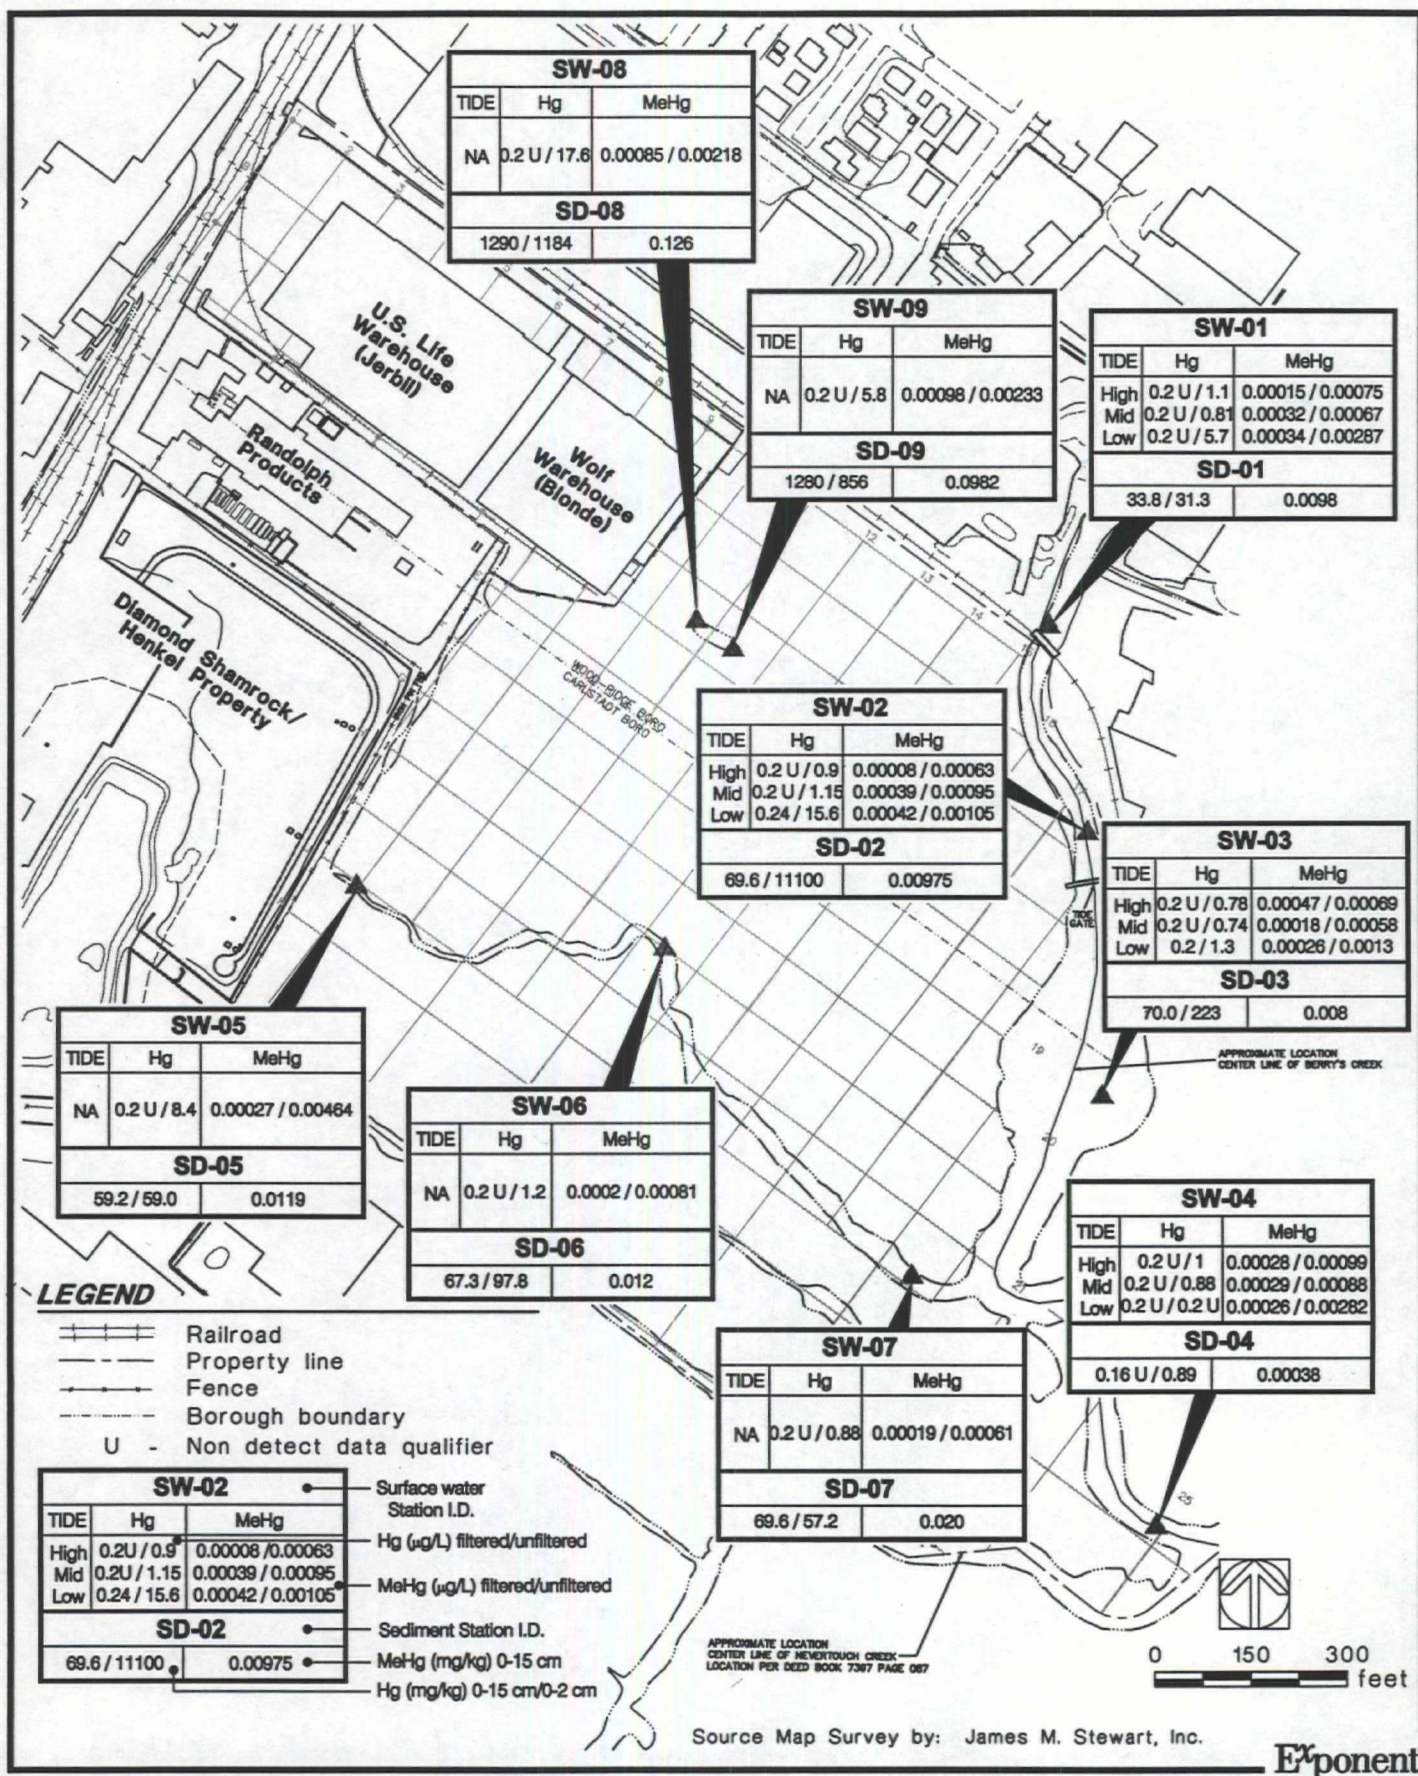 SW-08
TIDE Hg MeHg
NA 0.2 U / 17.6 0.00085 / 0.00218
SD-08
1290 / 1184 0.126
SW-09
TIDE Hg MeHg
NA 0.2 U / 5.8 0.00098 / 0.00233
SD-09
1280 / 856 0.0982
SW-01
TIDE Hg MeHg
High 0.2 U / 1.1 0.00015 / 0.00075
Mid 0.2 U / 0.81 0.00032 / 0.00067
Low 0.2 U / 5.7 0.00034 / 0.00287
SD-01
33.8 / 31.3 0.0098
U.S. Life
Warehouse
(Jerbil)
Randolph
Products
Wolf
Warehouse
(Blonde)
Diamond Shamrock/
Henkel Property
WOOD-RIDGE BORO
CARLSTADT BORO
12
13
14
SW-02
TIDE Hg MeHg
High 0.2 U / 0.9 0.00008 / 0.00063
Mid 0.2 U / 1.15 0.00039 / 0.00095
Low 0.24 / 15.6 0.00042 / 0.00105
SD-02
69.6 / 11100 0.00975
16
TIDE
GATE
SW-03
TIDE Hg MeHg
High 0.2 U / 0.78 0.00047 / 0.00069
Mid 0.2 U / 0.74 0.00018 / 0.00058
Low 0.2 / 1.3 0.00026 / 0.0013
SD-03
70.0 / 223 0.008
19
20
APPROXIMATE LOCATION
CENTER LINE OF BERRY'S CREEK
SW-05
TIDE Hg MeHg
NA 0.2 U / 8.4 0.00027 / 0.00464
SD-05
59.2 / 59.0 0.0119
SW-06
TIDE Hg MeHg
NA 0.2 U / 1.2 0.0002 / 0.00081
SD-06
67.3 / 97.8 0.012
SW-04
TIDE Hg MeHg
High 0.2 U / 1 0.00028 / 0.00099
Mid 0.2 U / 0.88 0.00029 / 0.00088
Low 0.2 U / 0.2 U 0.00026 / 0.00282
SD-04
0.16 U / 0.89 0.00038
21
25
SW-07
TIDE Hg MeHg
NA 0.2 U / 0.88 0.00019 / 0.00061
SD-07
69.6 / 57.2 0.020
LEGEND
Railroad
Property line
Fence
Borough boundary
U - Non detect data qualifier
SW-02
TIDE Hg MeHg
High 0.2U / 0.9 0.00008 /0.00063
Mid 0.2U / 1.15 0.00039 / 0.00095
Low 0.24 / 15.6 0.00042 / 0.00105
SD-02
69.6 / 11100 0.00975
Surface water
Station I.D.
Hg (µg/L) filtered/unfiltered
MeHg (µg/L) filtered/unfiltered
Sediment Station I.D.
MeHg (mg/kg) 0-15 cm
Hg (mg/kg) 0-15 cm/0-2 cm
APPROXIMATE LOCATION
CENTER LINE OF NEVERTOUCH CREEK
LOCATION PER DEED BOOK 7397 PAGE 087
0 150 300
feet
Source Map Survey by: James M. Stewart, Inc.
Exponent